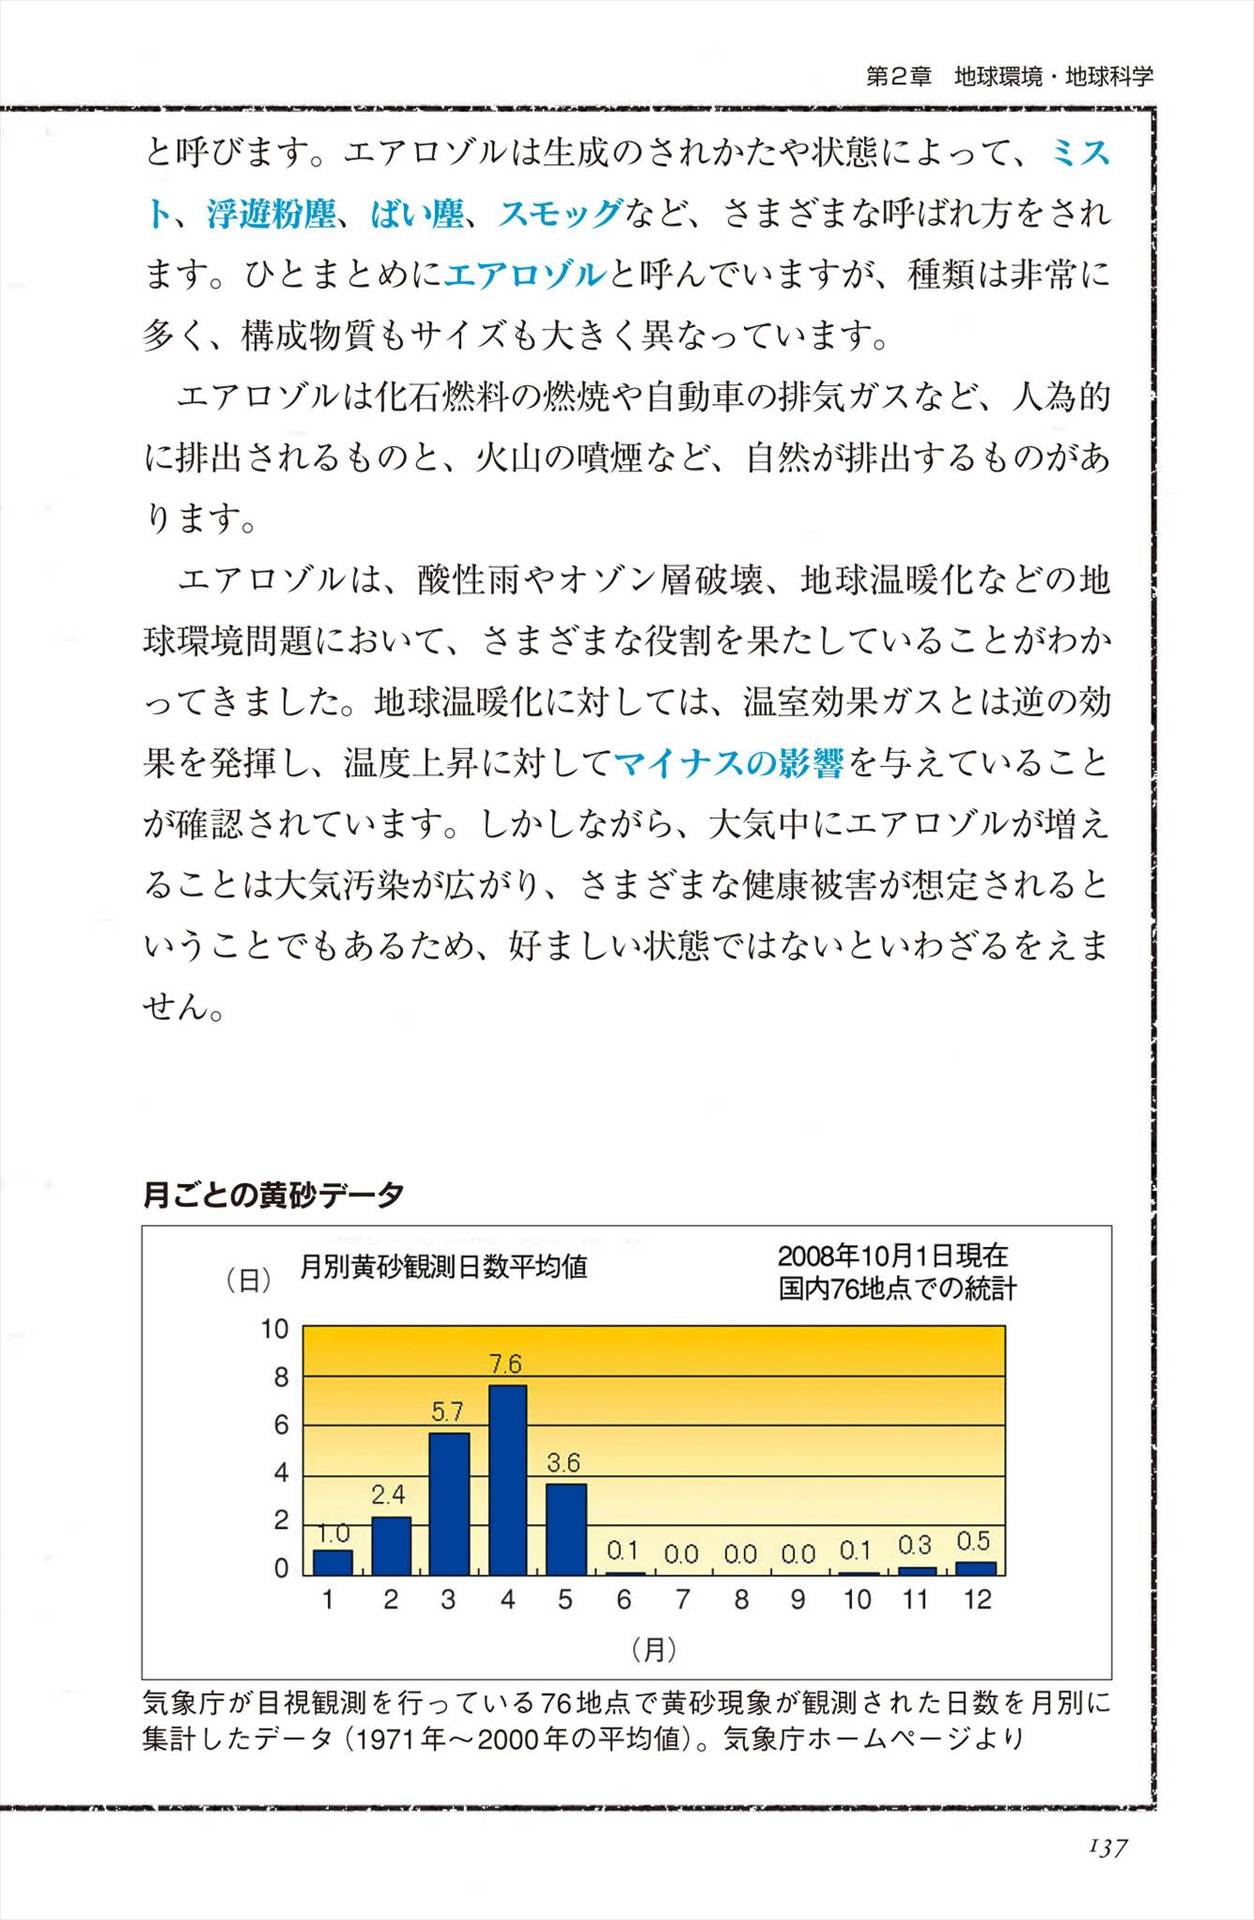 第2章　地球環境・地球科学
と呼びます。エアロゾルは生成のされかたや状態によって、ミス
ト、浮遊粉塵、ばい塵、スモッグなど、さまざまな呼ばれ方をされ
ます。ひとまとめにエアロゾルと呼んでいますが、種類は非常に
多く、構成物質もサイズも大きく異なっています。
　エアロゾルは化石燃料の燃焼や自動車の排気ガスなど、人為的
に排出されるものと、火山の噴煙など、自然が排出するものがあ
ります。
　エアロゾルは、酸性雨やオゾン層破壊、地球温暖化などの地
球環境問題において、さまざまな役割を果たしていることがわか
ってきました。地球温暖化に対しては、温室効果ガスとは逆の効
果を発揮し、温度上昇に対してマイナスの影響を与えていること
が確認されています。しかしながら、大気中にエアロゾルが増え
ることは大気汚染が広がり、さまざまな健康被害が想定されると
いうことでもあるため、好ましい状態ではないといわざるをえま
せん。
月ごとの黄砂データ
（日）　月別黄砂観測日数平均値
2008年10月1日現在
国内76地点での統計
10
8
6
4
2
0
1.0 2.4 5.7 7.6 3.6 0.1 0.0 0.0 0.0 0.1 0.3 0.5
1 2 3 4 5 6 7 8 9 10 11 12
（月）
気象庁が目視観測を行っている76地点で黄砂現象が観測された日数を月別に
集計したデータ（1971年～2000年の平均値）。気象庁ホームページより
137